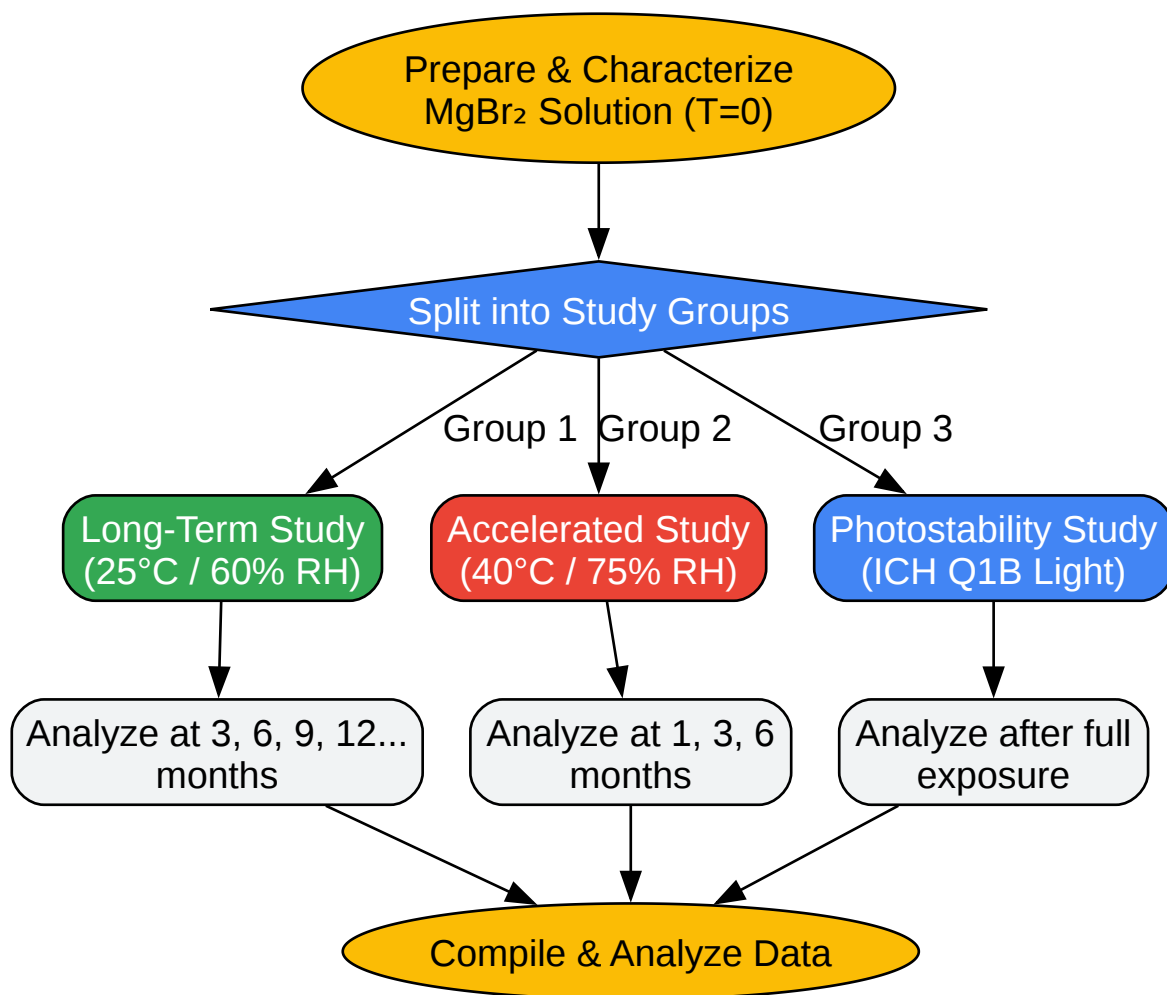 Prepare & Characterize
MgBr₂ Solution (T=0)
Split into Study Groups
Group 1
Group 2
Group 3
Long-Term Study
(25°C / 60% RH)
Accelerated Study
(40°C / 75% RH)
Photostability Study
(ICH Q1B Light)
Analyze at 3, 6, 9, 12...
months
Analyze at 1, 3, 6
months
Analyze after full
exposure
Compile & Analyze Data